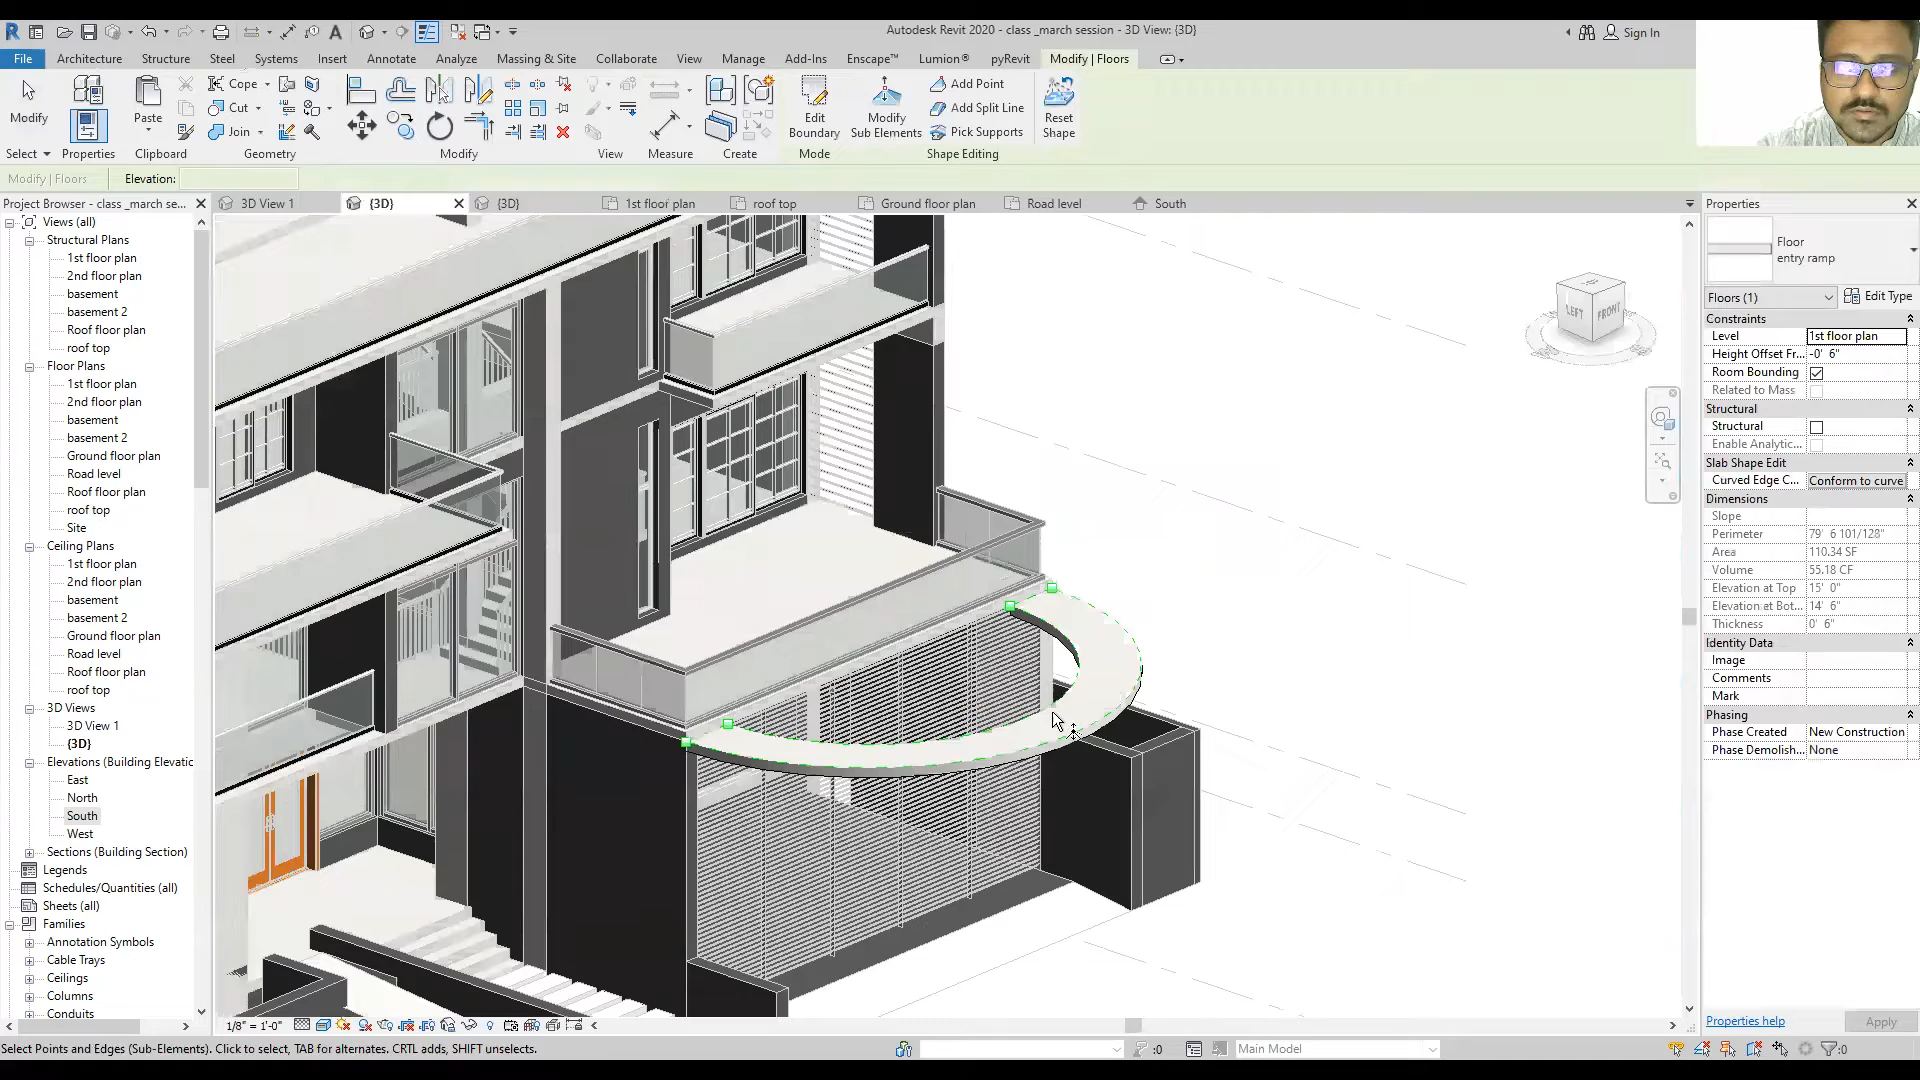 Autodesk Revit 2020 - class _march session - 3D View: {3D}
Sign In
File Architecture Structure Steel Systems Insert Annotate Analyze Massing & Site Collaborate View Manage Add-Ins Enscape™ Lumion® pyRevit Modify | Floors
Modify
Paste
Cope
Cut
Join
Edit
Boundary
Modify
Sub Elements
Add Point
Add Split Line
Pick Supports
Reset
Shape
Select Properties Clipboard Geometry Modify View Measure Create Mode Shape Editing
Modify | Floors Elevation:
Project Browser - class _march se...
3D View 1 {3D} {3D} 1st floor plan roof top Ground floor plan Road level South
Views (all)
Structural Plans
1st floor plan
2nd floor plan
basement
basement 2
Roof floor plan
roof top
Floor Plans
1st floor plan
2nd floor plan
basement
basement 2
Ground floor plan
Road level
Roof floor plan
roof top
Site
Ceiling Plans
1st floor plan
2nd floor plan
basement
basement 2
Ground floor plan
Road level
Roof floor plan
roof top
3D Views
3D View 1
{3D}
Elevations (Building Elevatic
East
North
South
West
Sections (Building Section)
Legends
Schedules/Quantities (all)
Sheets (all)
Families
Annotation Symbols
Cable Trays
Ceilings
Columns
Conduits
LEFT FRONT
Properties
Floor
entry ramp
Floors (1) Edit Type
Constraints
Level 1st floor plan
Height Offset Fr... -0' 6"
Room Bounding
Related to Mass
Structural
Structural
Enable Analytic...
Slab Shape Edit
Curved Edge C... Conform to curve
Dimensions
Slope
Perimeter 79' 6 101/128"
Area 110.34 SF
Volume 55.18 CF
Elevation at Top 15' 0"
Elevation at Bot... 14' 6"
Thickness 0' 6"
Identity Data
Image
Comments
Mark
Phasing
Phase Created New Construction
Phase Demolish... None
Properties help Apply
1/8" = 1'-0"
Select Points and Edges (Sub-Elements). Click to select, TAB for alternates. CRTL adds, SHIFT unselects.
:0 Main Model :0